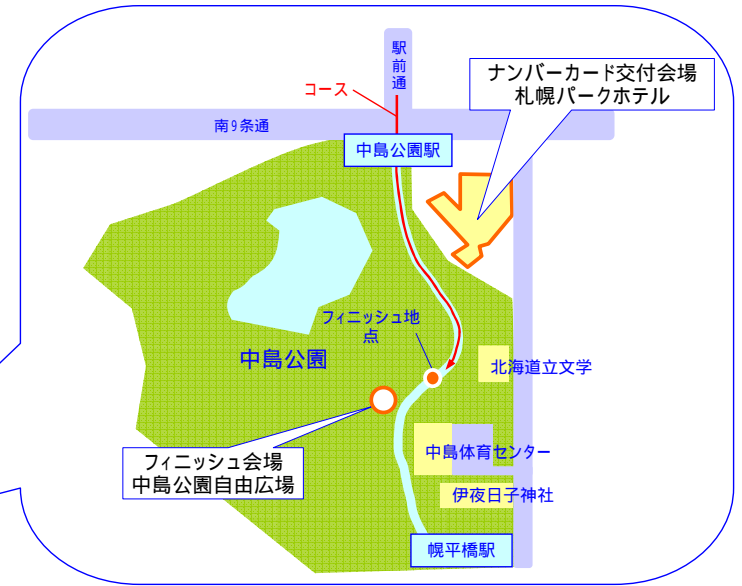 駅
前
通
ナンバーカード交付会場
札幌パークホテル
コース
南9条通
中島公園駅
フィニッシュ地
点
中島公園
北海道立文学
フィニッシュ会場
中島公園自由広場
中島体育センター
伊夜日子神社
幌平橋駅